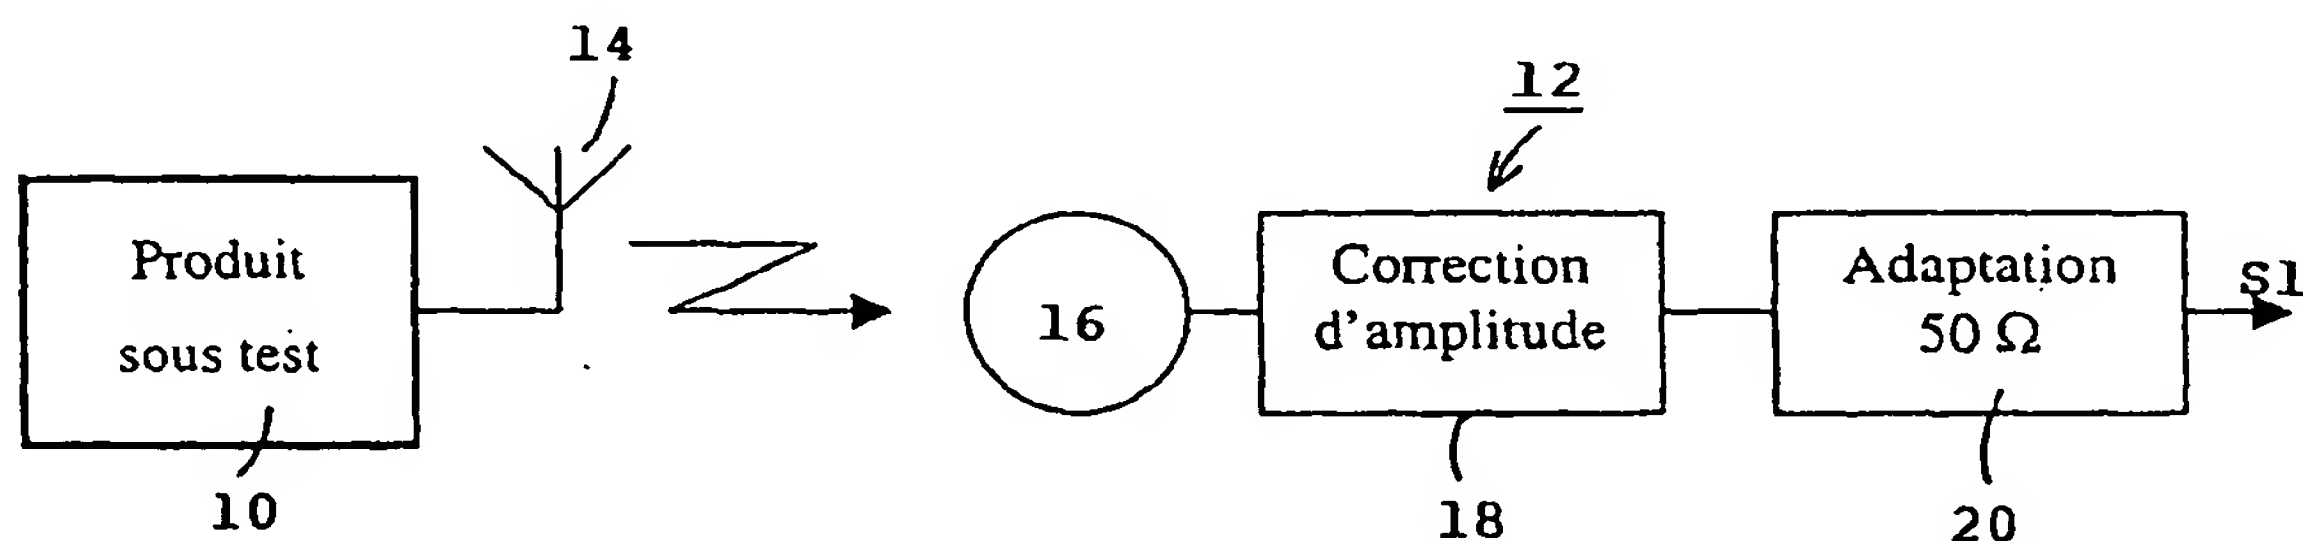 14
12
Produit
sous test
16
Correction
d'amplitude
Adaptation
50 Ω
S1
10
18
20